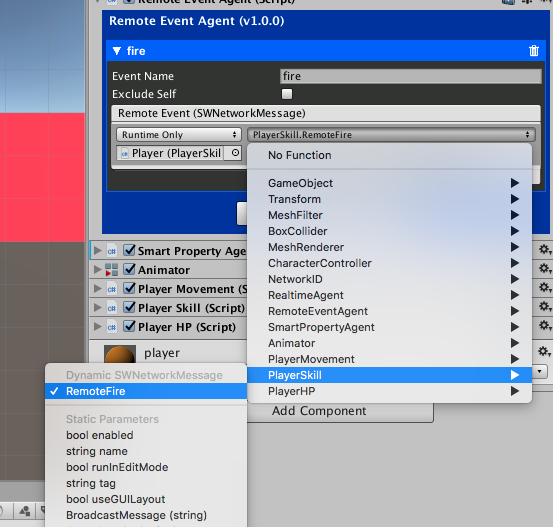 Remote Event Agent (Script)
Remote Event Agent (v1.0.0)
fire
Event Name
fire
Exclude Self
Remote Event (SWNetworkMessage)
Runtime Only
PlayerSkill.RemoteFire
Player (PlayerSkil
No Function
GameObject
Transform
MeshFilter
BoxCollider
MeshRenderer
CharacterController
NetworkID
RealtimeAgent
RemoteEventAgent
SmartPropertyAgent
Animator
PlayerMovement
PlayerSkill
PlayerHP
Smart Property Age
Animator
Player Movement (S
Player Skill (Script)
Player HP (Script)
player
Add Component
Dynamic SWNetworkMessage
RemoteFire
Static Parameters
bool enabled
string name
bool runInEditMode
string tag
bool useGUILayout
BroadcastMessage (string)